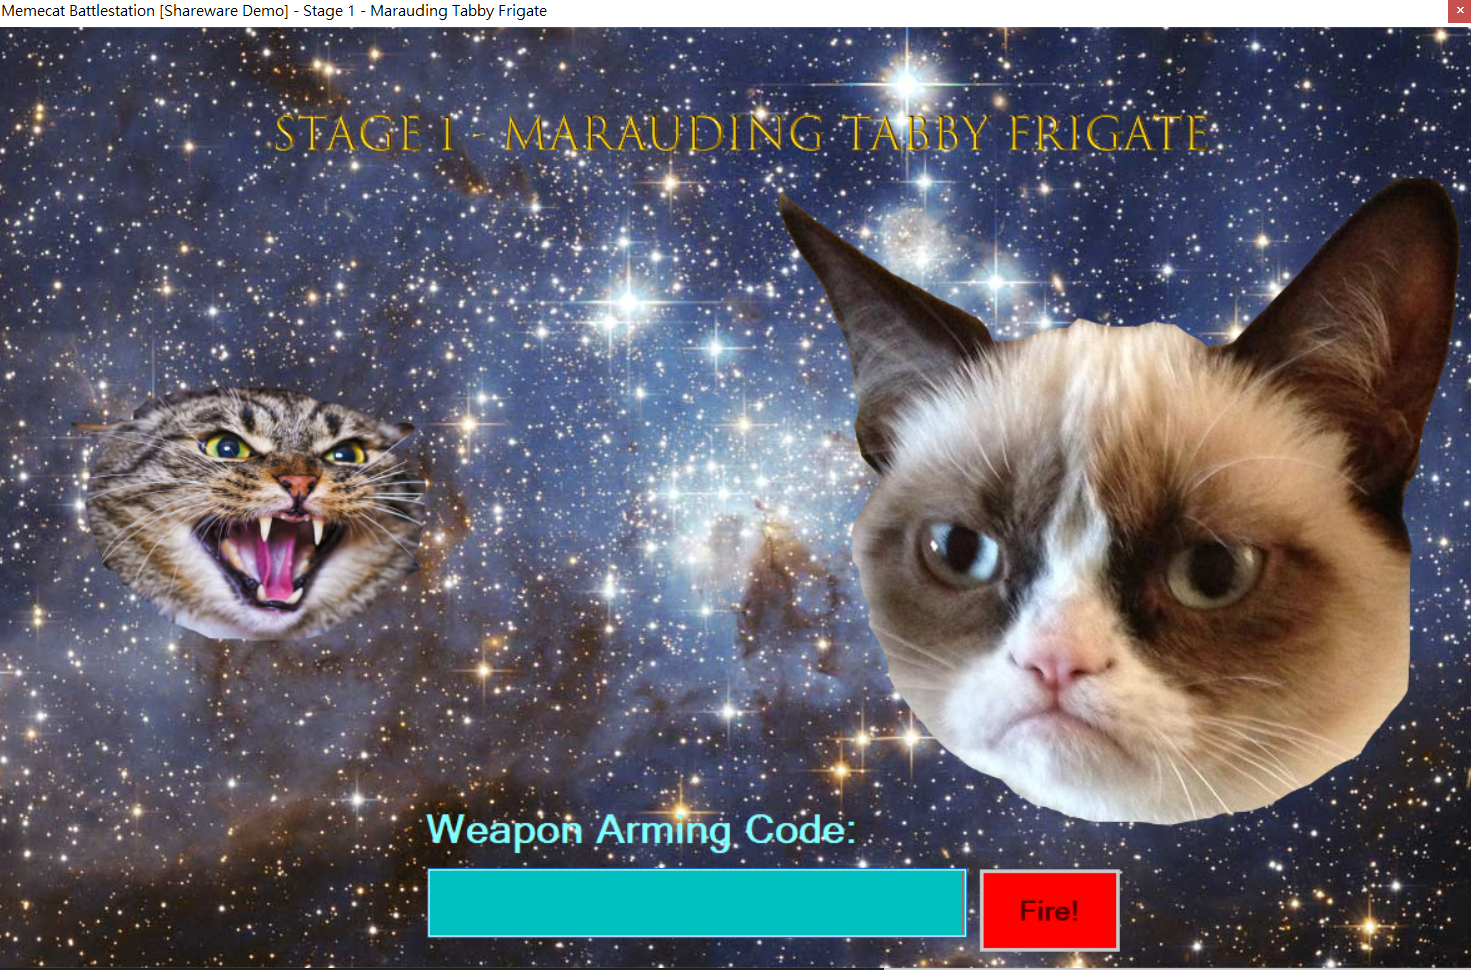 Memecat Battlestation [Shareware Demo] - Stage 1 - Marauding Tabby Frigate
STAGE 1 - MARAUDING TABBY FRIGATE
Weapon Arming Code:
Fire!